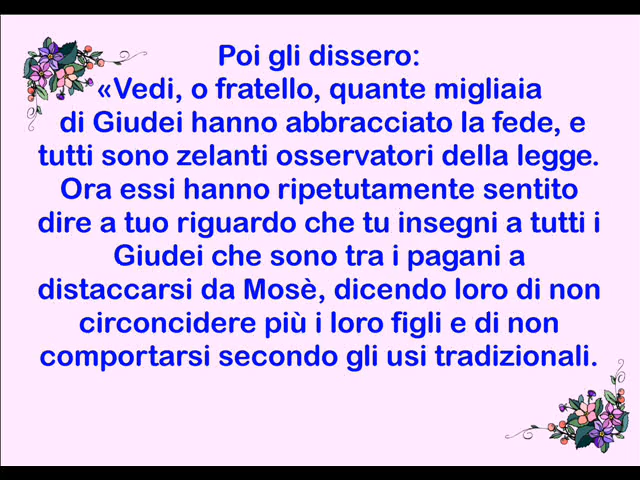 Poi gli dissero:
«Vedi, o fratello, quante migliaia
di Giudei hanno abbracciato la fede, e
tutti sono zelanti osservatori della legge.
Ora essi hanno ripetutamente sentito
dire a tuo riguardo che tu insegni a tutti i
Giudei che sono tra i pagani a
distaccarsi da Mosè, dicendo loro di non
circoncidere più i loro figli e di non
comportarsi secondo gli usi tradizionali.